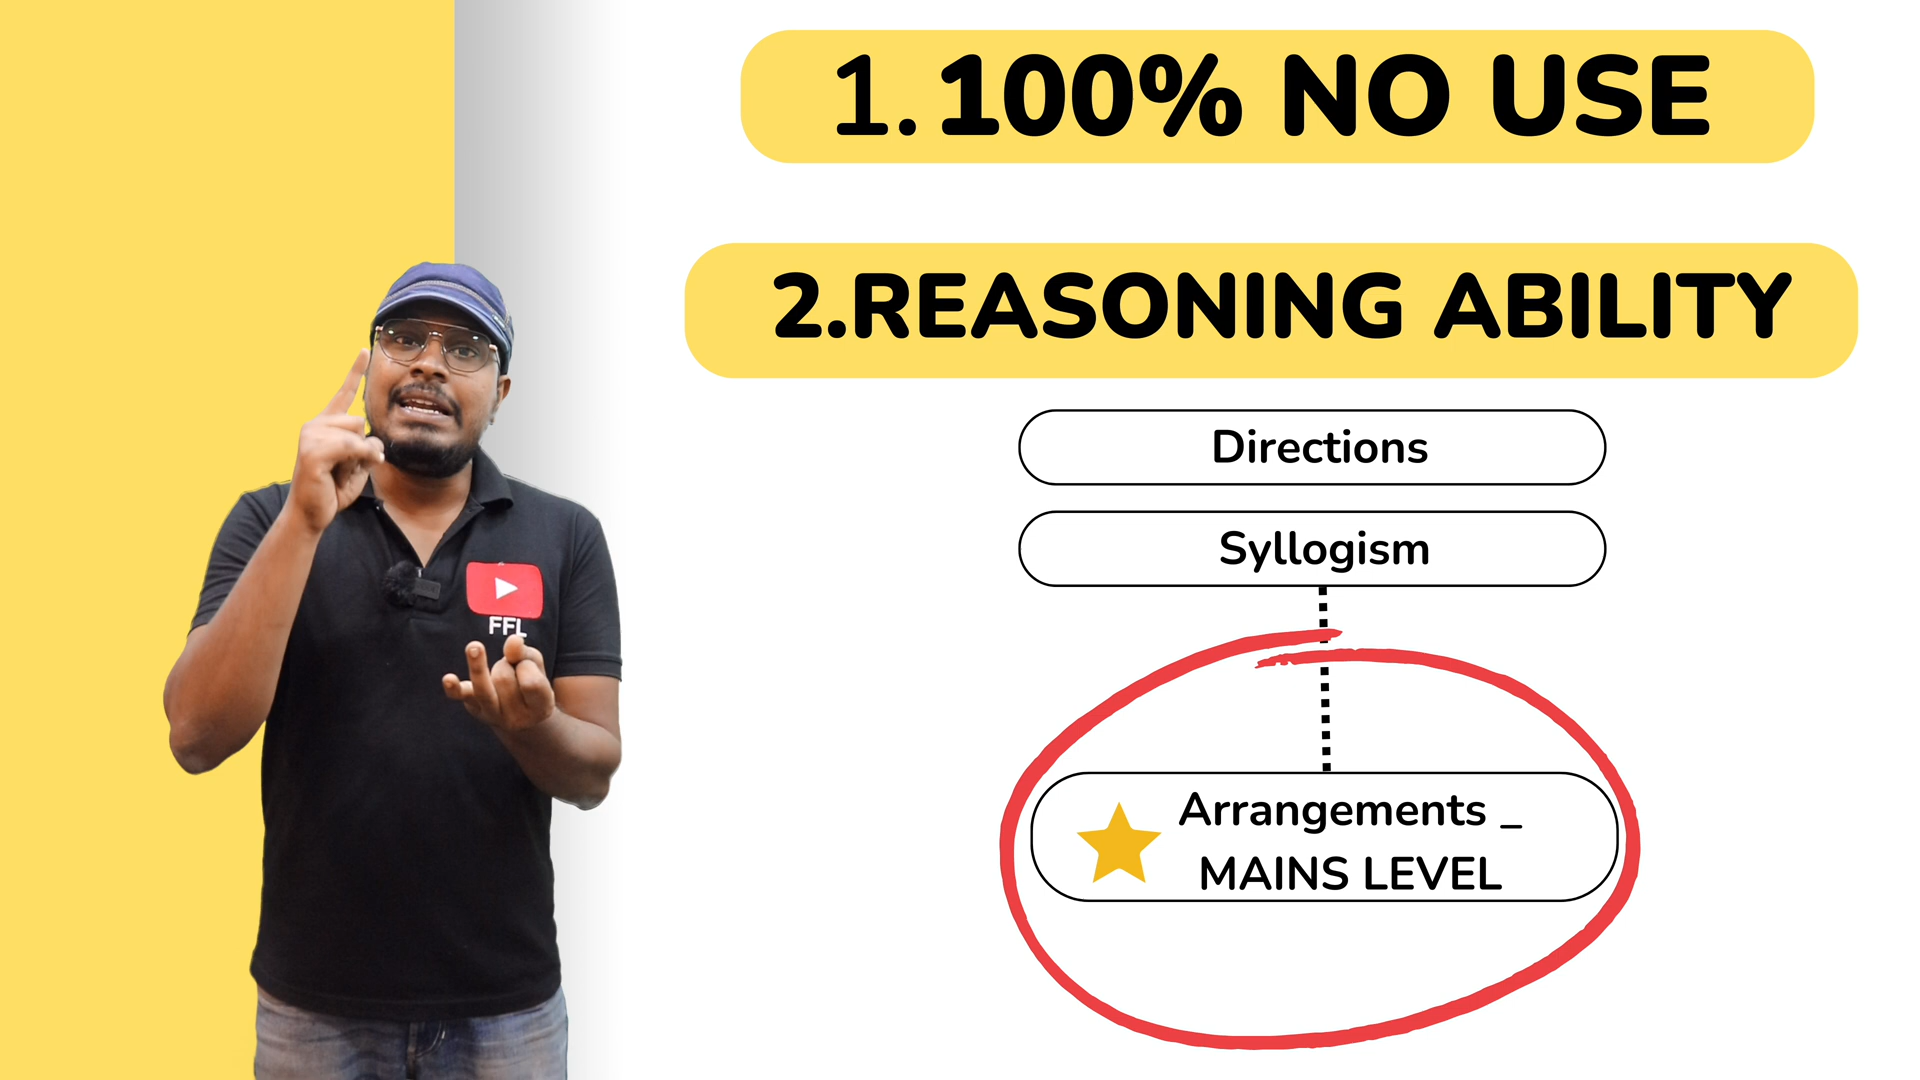 1. 100% NO USE
2.REASONING ABILITY
Directions
Syllogism
Arrangements _
MAINS LEVEL
FFL